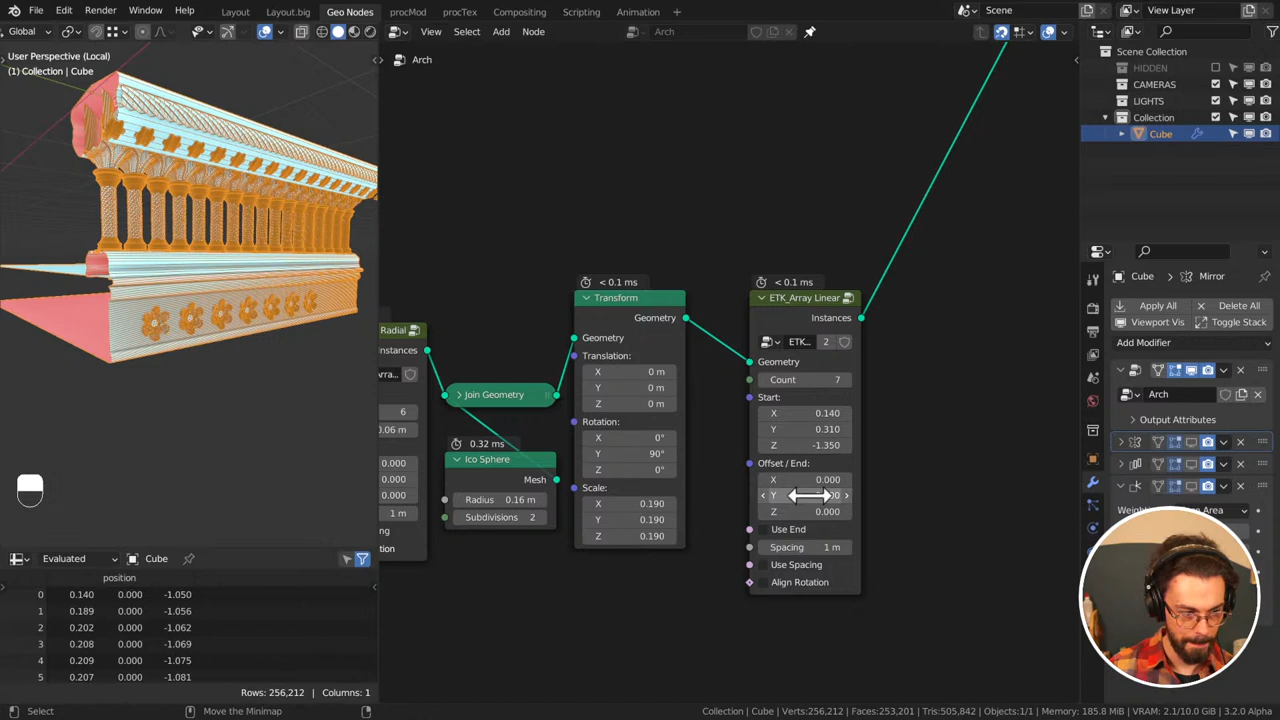 File Edit Render Window Help Layout Layout.big Geo Nodes procMod procTex Compositing Scripting Animation + Scene View Layer
Global View Select Add Node Arch
User Perspective (Local)
(1) Collection | Cube
Arch
Scene Collection
HIDDEN
CAMERAS
LIGHTS
Collection
Cube
Cube Mirror
Apply All Delete All
Viewport Vis Toggle Stack
Add Modifier
Arch
Output Attributes
Area
Radial
6
0.06 m
0.000
0.000
0.000
1 m
Join Geometry
0.32 ms
Ico Sphere
Mesh
Radius 0.16 m
Subdivisions 2
< 0.1 ms
Transform
Geometry
Geometry
Translation:
X 0 m
Y 0 m
Z 0 m
Rotation:
X 0°
Y 90°
Z 0°
Scale:
X 0.190
Y 0.190
Z 0.190
< 0.1 ms
ETK_Array Linear
Instances
ETK... 2
Geometry
Count 7
Start:
X 0.140
Y 0.310
Z -1.350
Offset / End:
X 0.000
Y
Z 0.000
Use End
Spacing 1 m
Use Spacing
Align Rotation
Evaluated Cube
position
0 0.140 0.000 -1.050
1 0.189 0.000 -1.056
2 0.202 0.000 -1.062
3 0.208 0.000 -1.069
4 0.209 0.000 -1.075
5 0.207 0.000 -1.081
Rows: 256,212 | Columns: 1
Select Move the Minimap Collection | Cube | Verts:256,212 | Faces:253,201 | Tris:505,842 | Objects:1/1 | Memory: 185.8 MiB | VRAM: 2.1/10.0 GiB | 3.2.0 Alpha